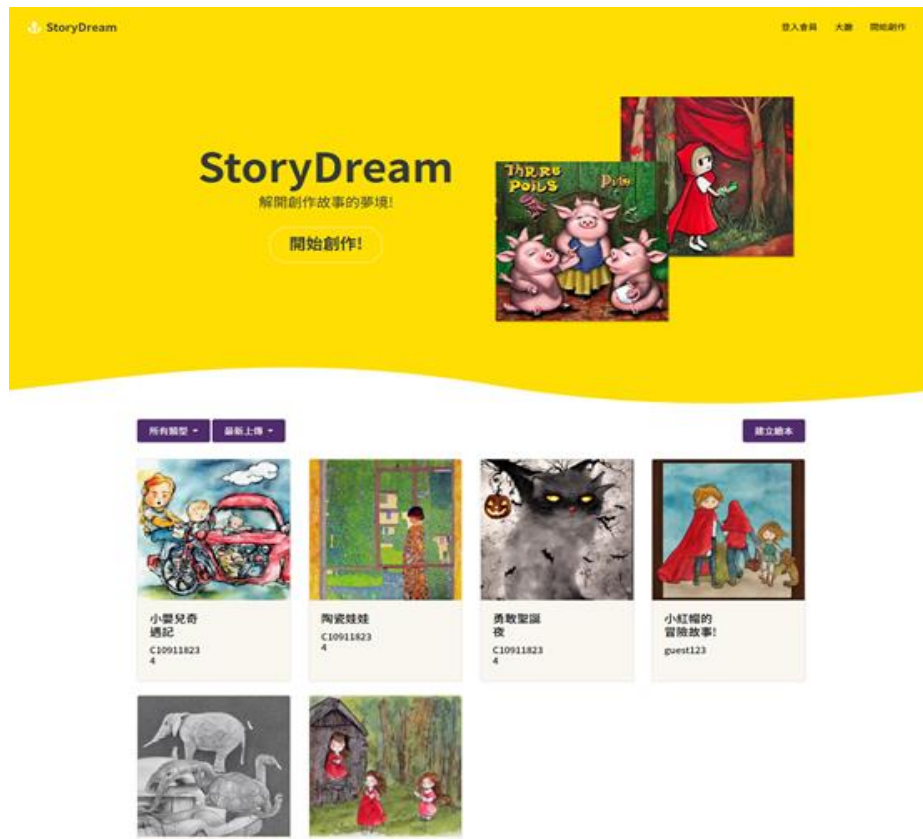 StoryDream
登入會員 大廳 開始創作
StoryDream
解開創作故事的夢境!
開始創作!
THRRE
POILS
所有類型
最新上傳
建立繪本
小嬰兒奇
遇記
C10911823
4
陶瓷娃娃
C10911823
4
勇敢聖誕
夜
C10911823
4
小紅帽的
冒險故事!
guest123